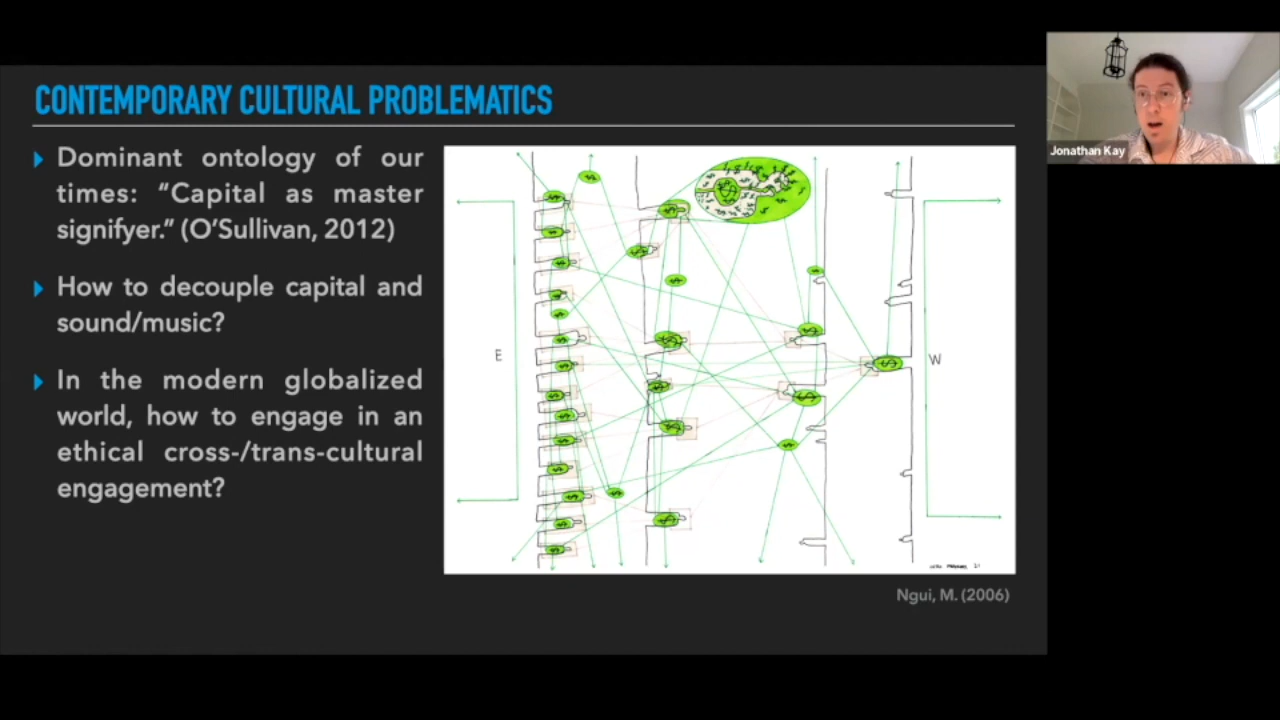 CONTEMPORARY CULTURAL PROBLEMATICS
Dominant ontology of our
times: “Capital as master
signifyer.” (O’Sullivan, 2012)
How to decouple capital and
sound/music?
In the modern globalized
world, how to engage in an
ethical cross-/trans-cultural
engagement?
E
W
Ngui, M. (2006)
Jonathan Kay